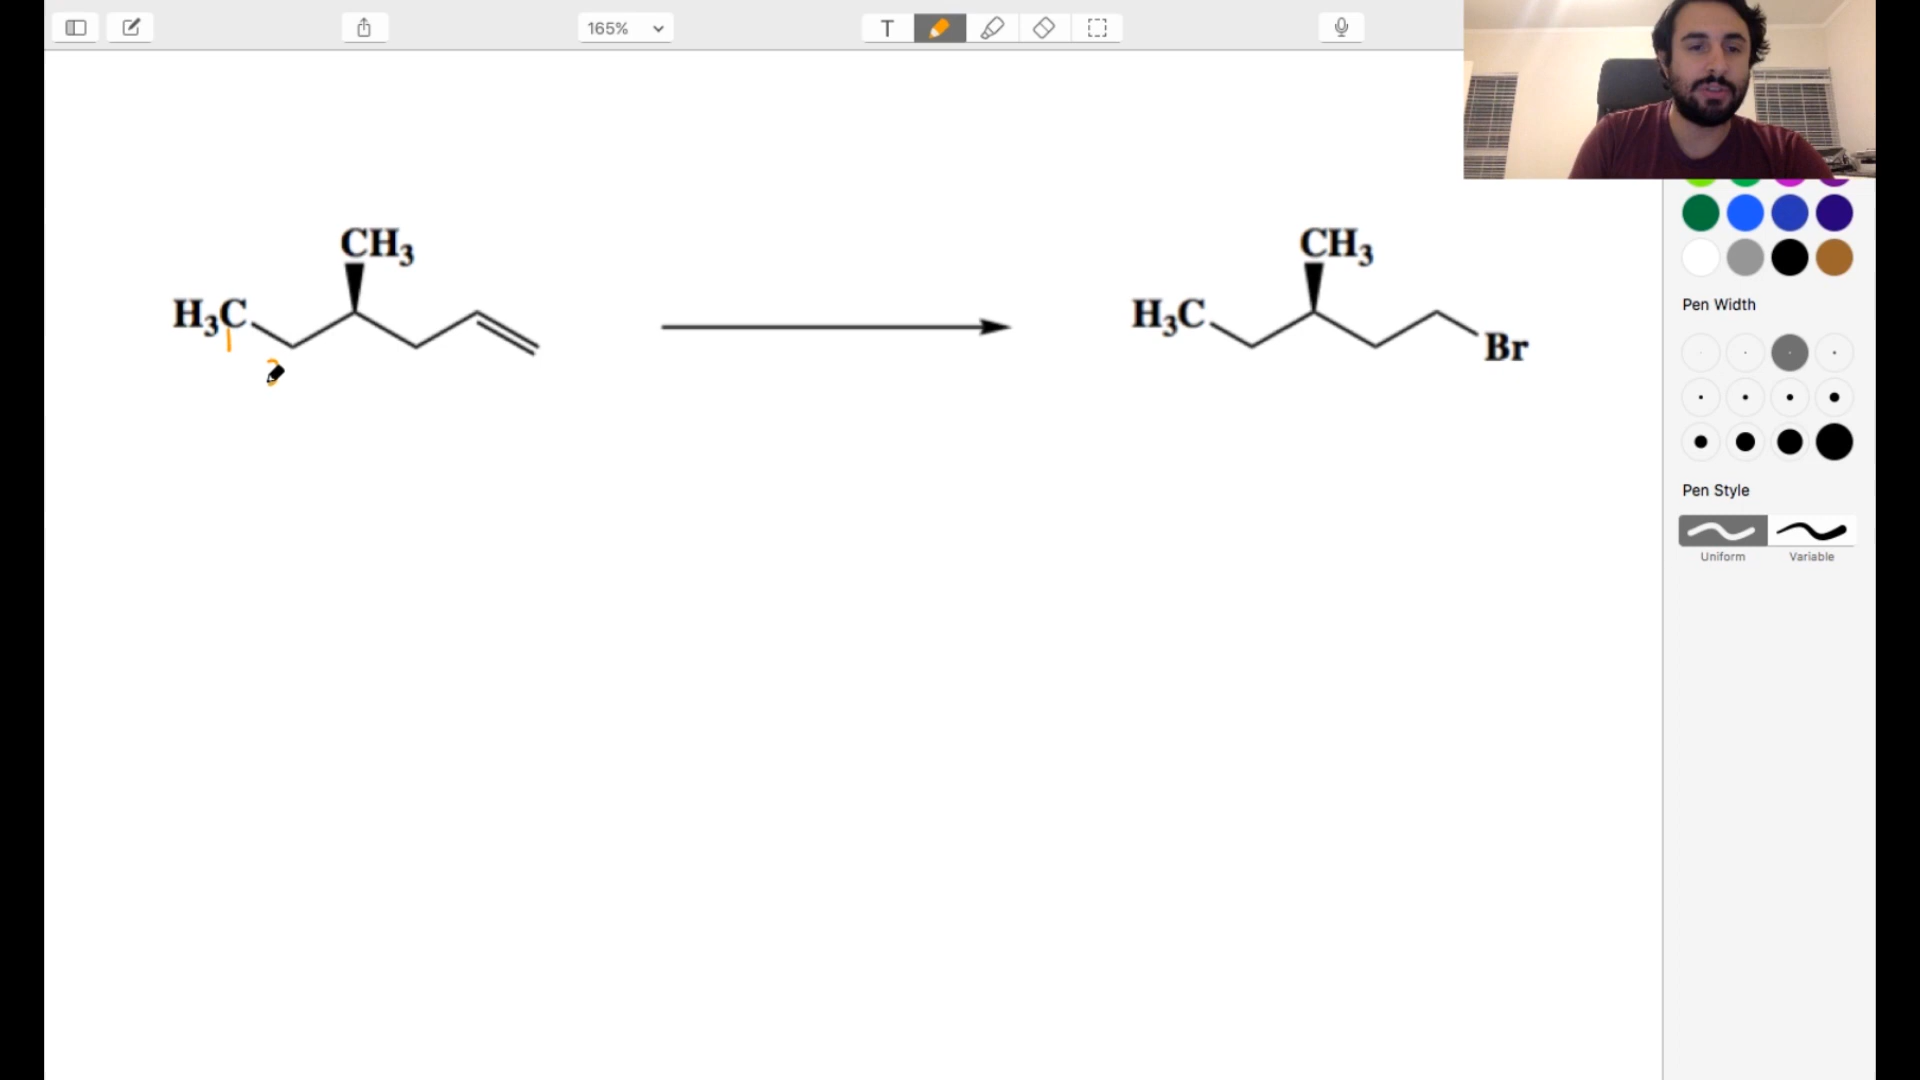 165%
T
CH3
H3C
CH3
H3C
Br
Pen Width
Pen Style
Uniform
Variable